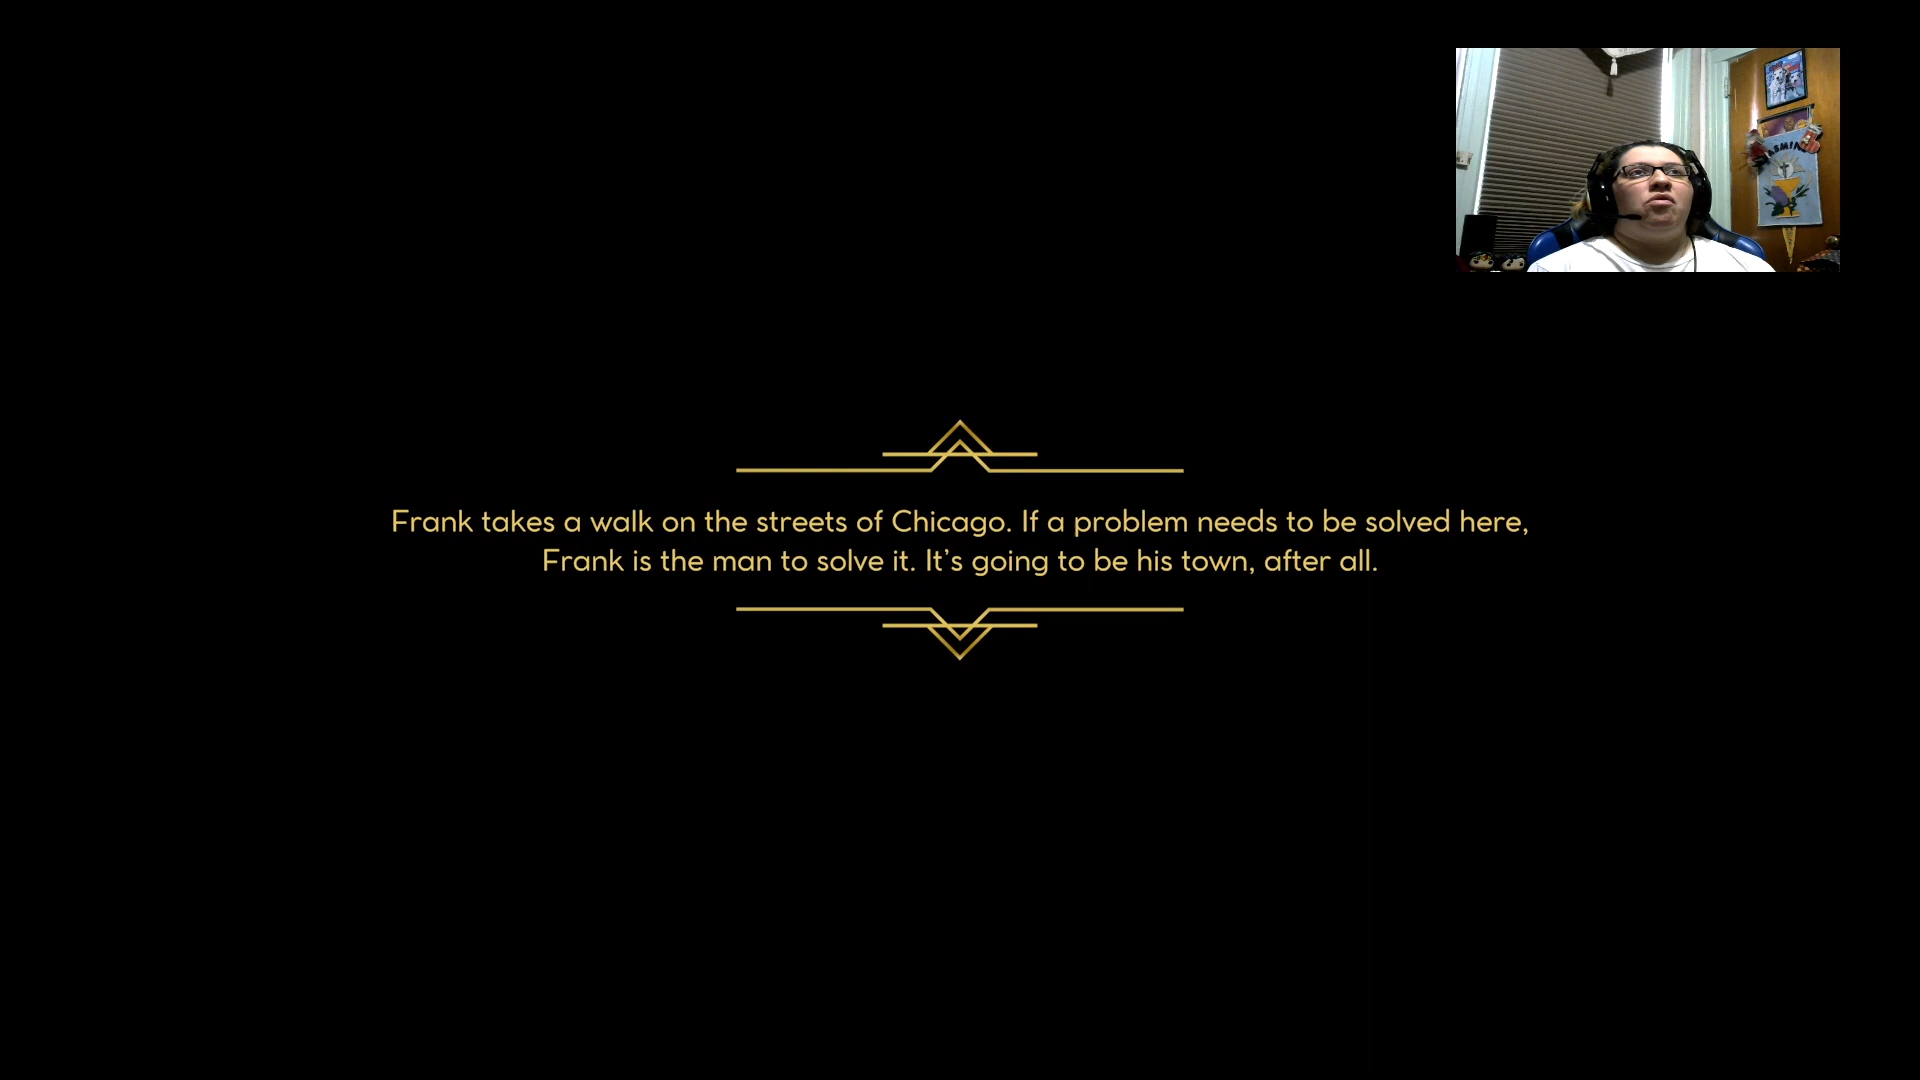 Frank takes a walk on the streets of Chicago. If a problem needs to be solved here,
Frank is the man to solve it. It's going to be his town, after all.